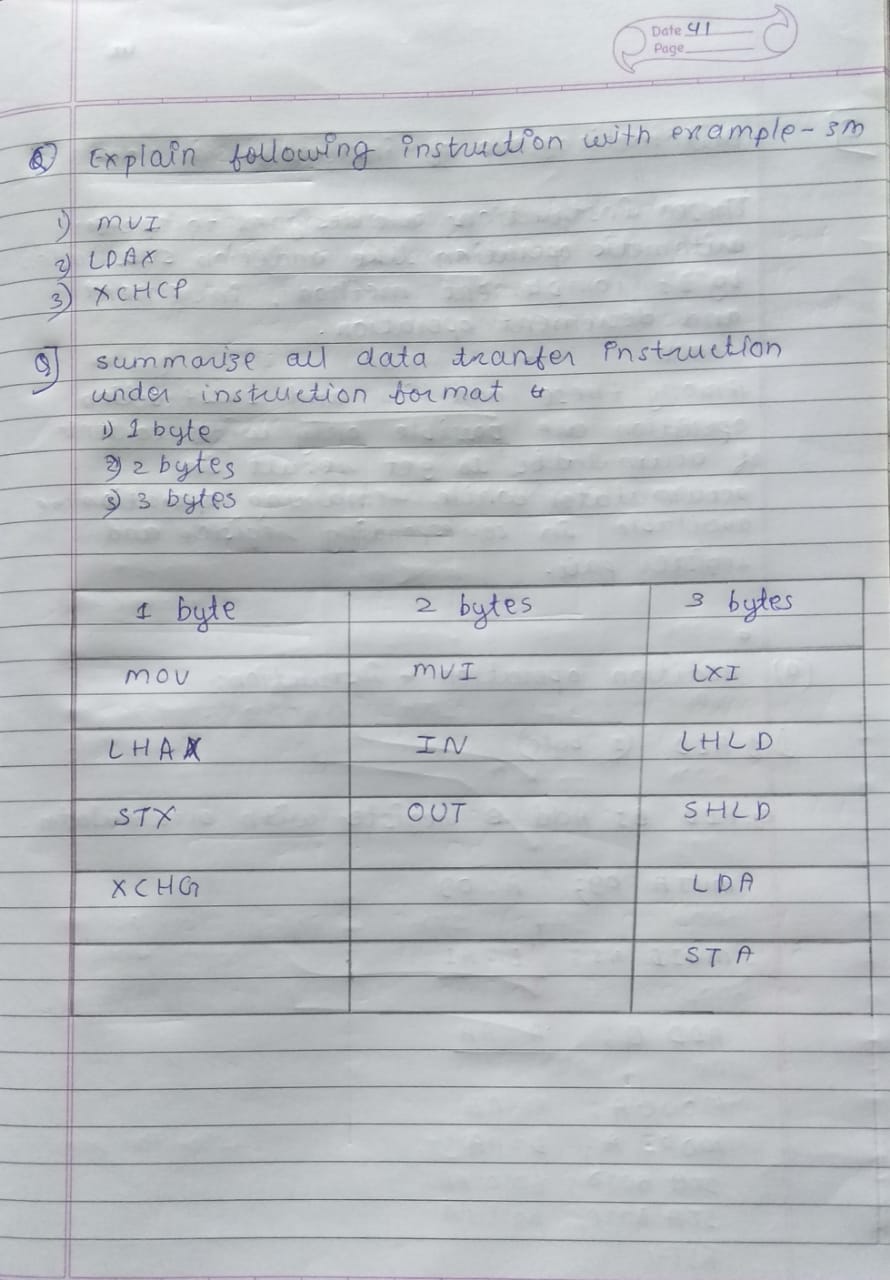 Date 41
Page
Q) Explain following instruction with example - 3m
1) MVI
2) LDAX
3) XCHCP
Q] summarize all data tranfer instruction
under instruction format
1) 1 byte
2) 2 bytes
3) 3 bytes
1 byte 2 bytes 3 bytes
MOV MVI LXI
LHAX IN LHLD
STX OUT SHLD
XCHG LDA
STA